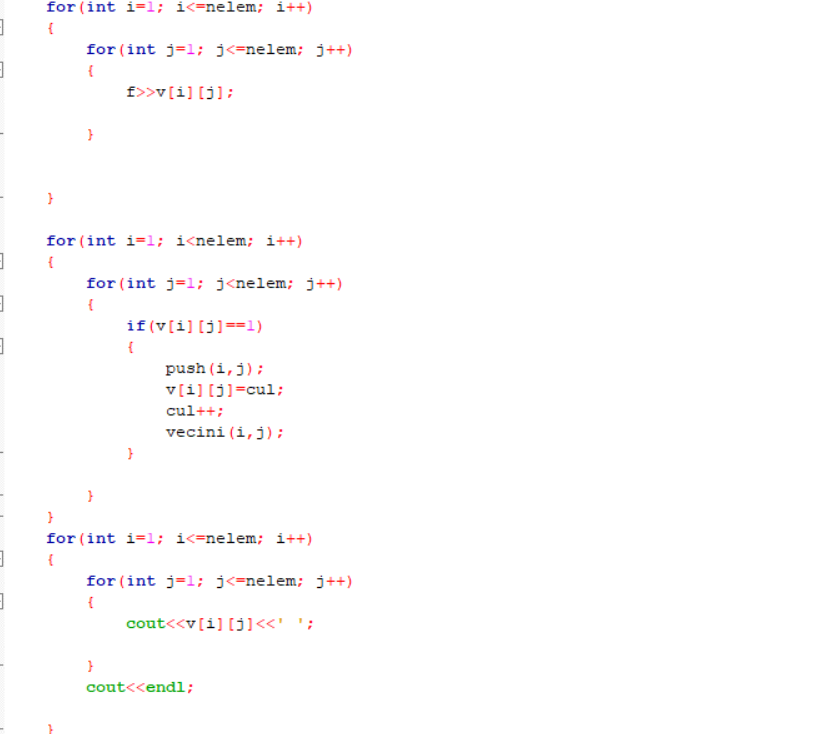 for(int i=1; i<=nelem; i++)
{
for(int j=1; j<=nelem; j++)
{
f>>v[i][j];
}
}
for(int i=1; i<nelem; i++)
{
for(int j=1; j<nelem; j++)
{
if(v[i][j]==1)
{
push(i,j);
v[i][j]=cul;
cul++;
vecini(i,j);
}
}
}
for(int i=1; i<=nelem; i++)
{
for(int j=1; j<=nelem; j++)
{
cout<<v[i][j]<<' ';
}
cout<<endl;
}